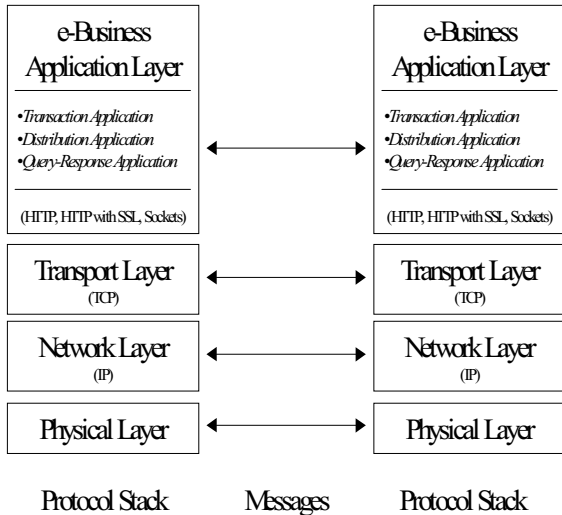 e-Business
Application Layer
•Transaction Application
•Distribution Application
•Query-Response Application
(HTTP, HTTP with SSL, Sockets)
Transport Layer
(TCP)
Network Layer
(IP)
Physical Layer
Protocol Stack
Messages
e-Business
Application Layer
•Transaction Application
•Distribution Application
•Query-Response Application
(HTTP, HTTP with SSL, Sockets)
Transport Layer
(TCP)
Network Layer
(IP)
Physical Layer
Protocol Stack